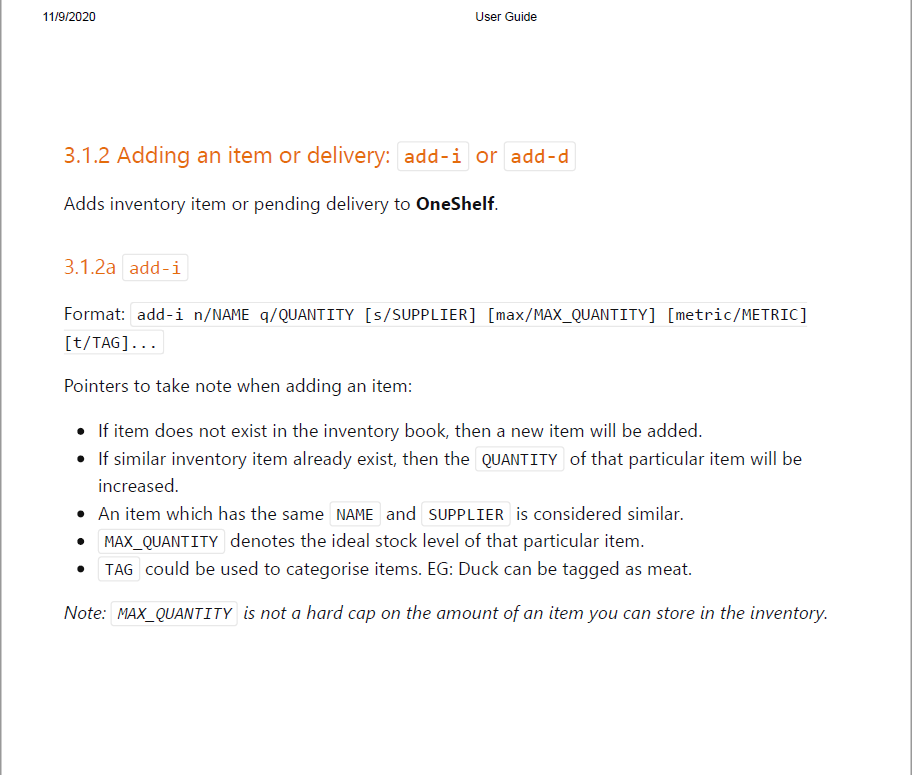 11/9/2020
User Guide
3.1.2 Adding an item or delivery: add-i or add-d
Adds inventory item or pending delivery to OneShelf.
3.1.2a add-i
Format: add-i n/NAME q/QUANTITY [s/SUPPLIER] [max/MAX_QUANTITY] [metric/METRIC]
[t/TAG]...
Pointers to take note when adding an item:
• If item does not exist in the inventory book, then a new item will be added.
• If similar inventory item already exist, then the QUANTITY of that particular item will be
increased.
• An item which has the same NAME and SUPPLIER is considered similar.
• MAX_QUANTITY denotes the ideal stock level of that particular item.
• TAG could be used to categorise items. EG: Duck can be tagged as meat.
Note: MAX_QUANTITY is not a hard cap on the amount of an item you can store in the inventory.